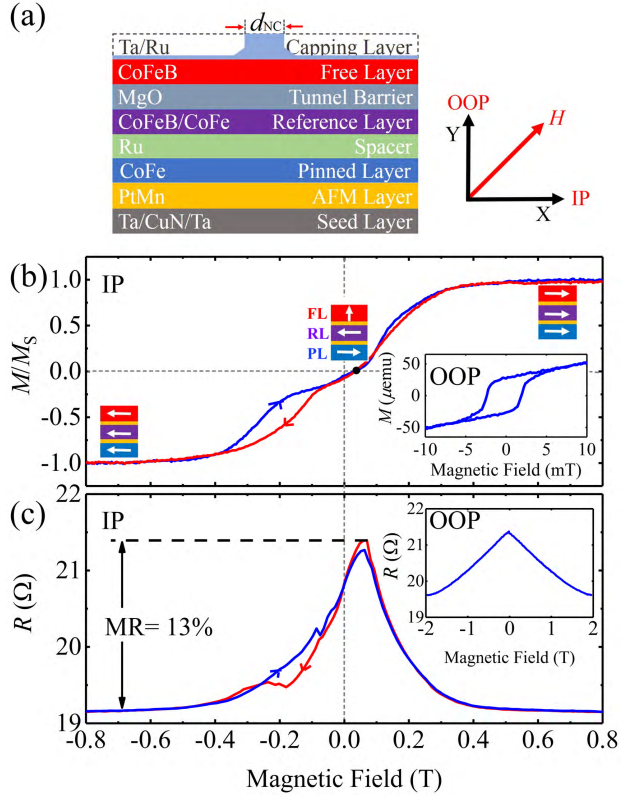 (a)
d_NC
Ta/Ru Capping Layer
CoFeB Free Layer
MgO Tunnel Barrier
CoFeB/CoFe Reference Layer
Ru Spacer
CoFe Pinned Layer
PtMn AFM Layer
Ta/CuN/Ta Seed Layer
OOP
Y
H
IP
X
(b)
IP
M/M_S
1.0
0.5
0.0
-0.5
-1.0
FL
RL
PL
OOP
M (μemu)
50
0
-50
-10 -5 0 5 10
Magnetic Field (mT)
(c)
IP
R (Ω)
22
21
20
19
MR= 13%
OOP
R (Ω)
22
21
20
19
-2 -1 0 1 2
Magnetic Field (T)
-0.8 -0.6 -0.4 -0.2 0.0 0.2 0.4 0.6 0.8
Magnetic Field (T)